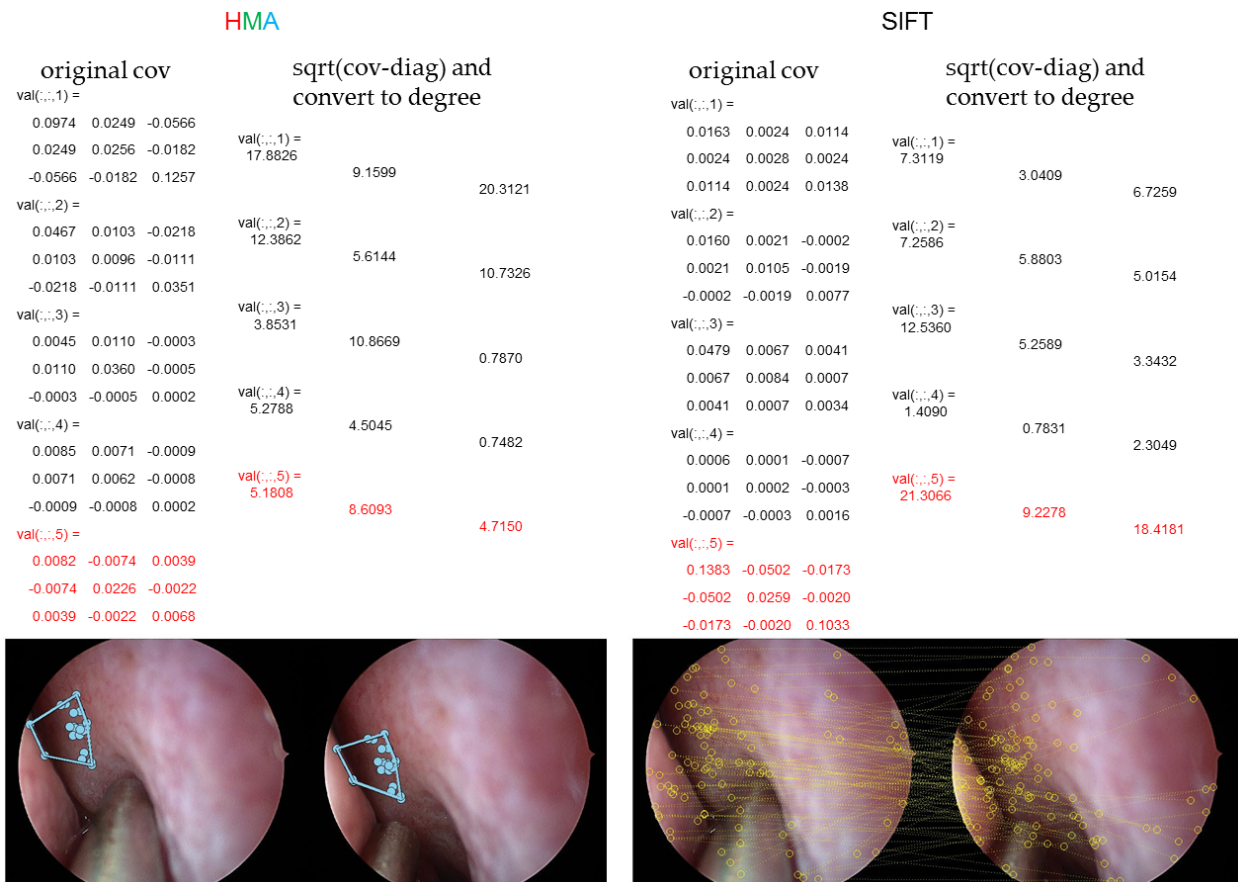 HMA
original cov
sqrt(cov-diag) and
convert to degree
val(:,:,1) =
0.0974 0.0249 -0.0566
0.0249 0.0256 -0.0182
-0.0566 -0.0182 0.1257
val(:,:,2) =
0.0467 0.0103 -0.0218
0.0103 0.0096 -0.0111
-0.0218 -0.0111 0.0351
val(:,:,3) =
0.0045 0.0110 -0.0003
0.0110 0.0360 -0.0005
-0.0003 -0.0005 0.0002
val(:,:,4) =
0.0085 0.0071 -0.0009
0.0071 0.0062 -0.0008
-0.0009 -0.0008 0.0002
val(:,:,5) =
0.0082 -0.0074 0.0039
-0.0074 0.0226 -0.0022
0.0039 -0.0022 0.0068
val(:,:,1) =
17.8826
9.1599
20.3121
val(:,:,2) =
12.3862
5.6144
10.7326
val(:,:,3) =
3.8531
10.8669
0.7870
val(:,:,4) =
5.2788
4.5045
0.7482
val(:,:,5) =
5.1808
8.6093
4.7150
SIFT
original cov
sqrt(cov-diag) and
convert to degree
val(:,:,1) =
0.0163 0.0024 0.0114
0.0024 0.0028 0.0024
0.0114 0.0024 0.0138
val(:,:,2) =
0.0160 0.0021 -0.0002
0.0021 0.0105 -0.0019
-0.0002 -0.0019 0.0077
val(:,:,3) =
0.0479 0.0067 0.0041
0.0067 0.0084 0.0007
0.0041 0.0007 0.0034
val(:,:,4) =
0.0006 0.0001 -0.0007
0.0001 0.0002 -0.0003
-0.0007 -0.0003 0.0016
val(:,:,5) =
0.1383 -0.0502 -0.0173
-0.0502 0.0259 -0.0020
-0.0173 -0.0020 0.1033
val(:,:,1) =
7.3119
3.0409
6.7259
val(:,:,2) =
7.2586
5.8803
5.0154
val(:,:,3) =
12.5360
5.2589
3.3432
val(:,:,4) =
1.4090
0.7831
2.3049
val(:,:,5) =
21.3066
9.2278
18.4181